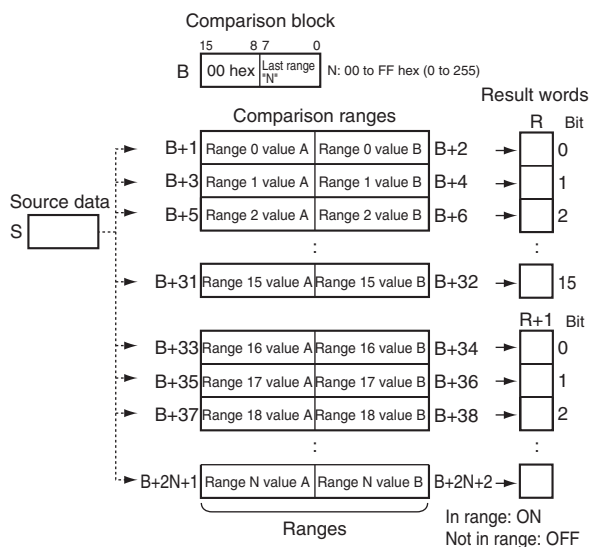 Comparison block
15 8 7 0
B 00 hex Last range "N" N: 00 to FF hex (0 to 255)
Result words
Comparison ranges R Bit
B+1 Range 0 value A Range 0 value B B+2 0
B+3 Range 1 value A Range 1 value B B+4 1
Source data
S
B+5 Range 2 value A Range 2 value B B+6 2
:
:
B+31 Range 15 value A Range 15 value B B+32 15
R+1 Bit
B+33 Range 16 value A Range 16 value B B+34 0
B+35 Range 17 value A Range 17 value B B+36 1
B+37 Range 18 value A Range 18 value B B+38 2
:
:
B+2N+1 Range N value A Range N value B B+2N+2
Ranges
In range: ON
Not in range: OFF